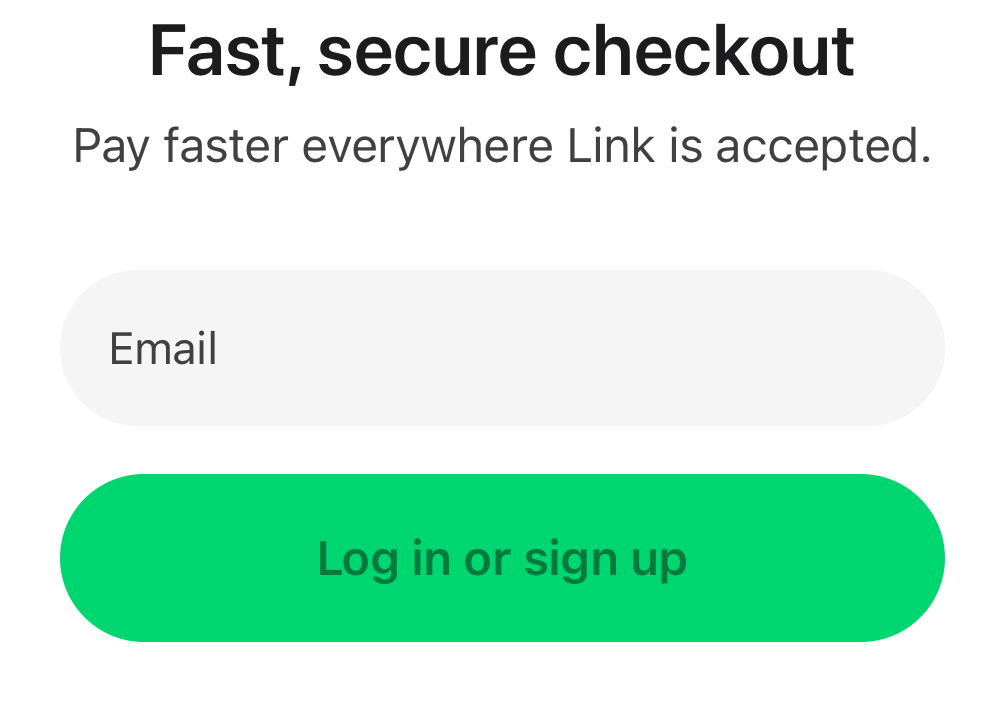 Fast, secure checkout
Pay faster everywhere Link is accepted.
Email
Log in or sign up